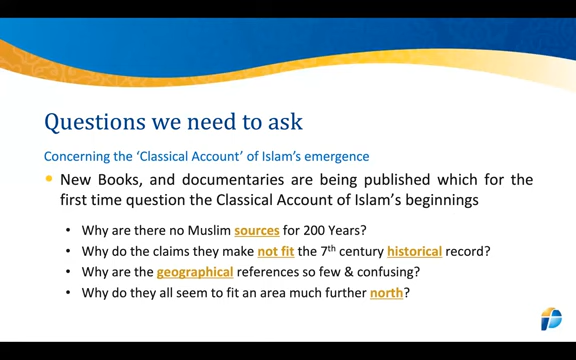 Questions we need to ask
Concerning the 'Classical Account' of Islam's emergence
• New Books, and documentaries are being published which for the
first time question the Classical Account of Islam's beginnings
• Why are there no Muslim sources for 200 Years?
• Why do the claims they make not fit the 7th century historical record?
• Why are the geographical references so few & confusing?
• Why do they all seem to fit an area much further north?